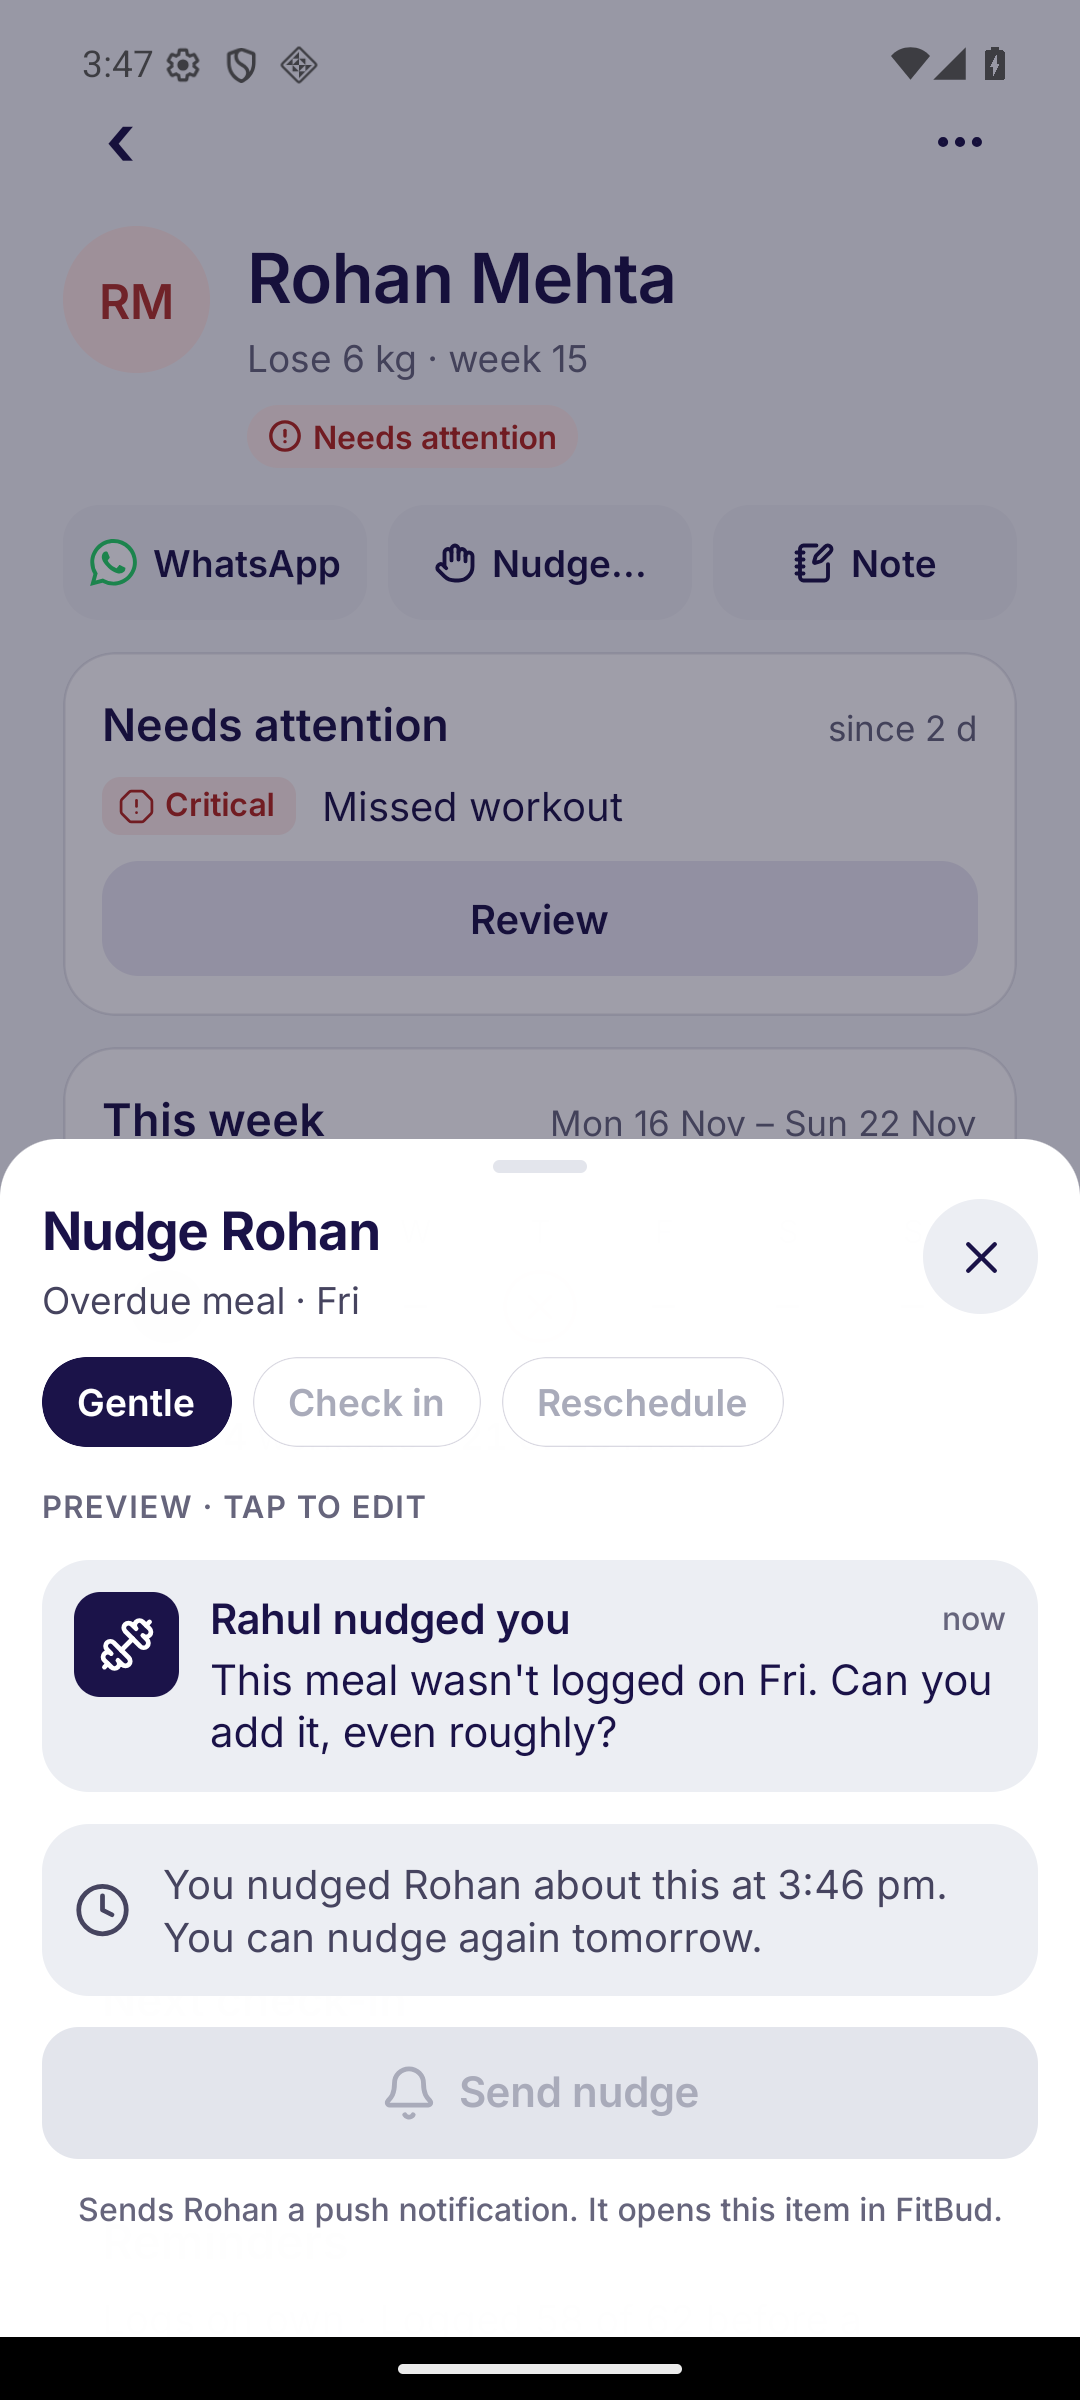 3:47
RM
Rohan Mehta
Lose 6 kg · week 15
Needs attention
WhatsApp
Nudge...
Note
Needs attention
since 2 d
Critical
Missed workout
Review
This week
Mon 16 Nov – Sun 22 Nov
Nudge Rohan
Overdue meal · Fri
Gentle
Check in
Reschedule
PREVIEW · TAP TO EDIT
Rahul nudged you
now
This meal wasn't logged on Fri. Can you
add it, even roughly?
You nudged Rohan about this at 3:46 pm.
You can nudge again tomorrow.
Send nudge
Sends Rohan a push notification. It opens this item in FitBud.